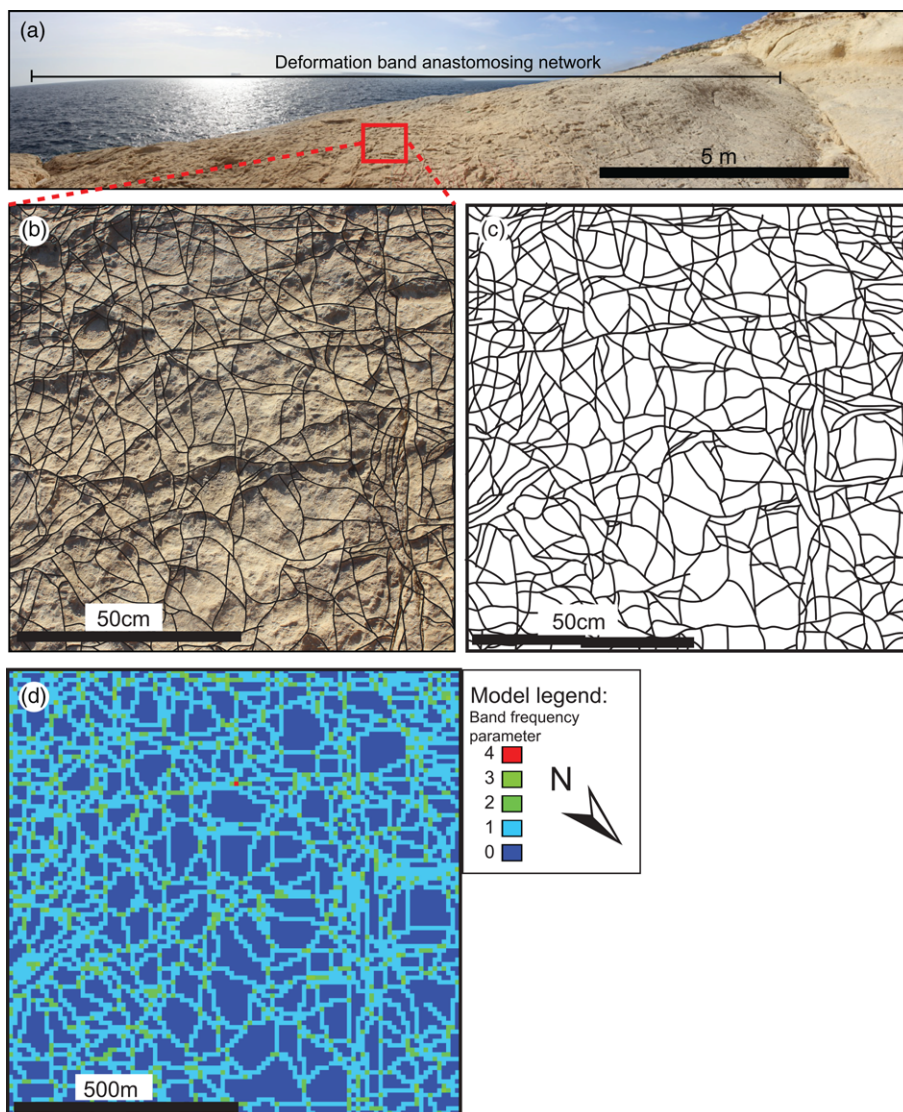 (a)
Deformation band anastomosing network
5 m
(b)
50cm
(c)
50cm
(d)
500m
Model legend:
Band frequency
parameter
4
3
2
1
0
N